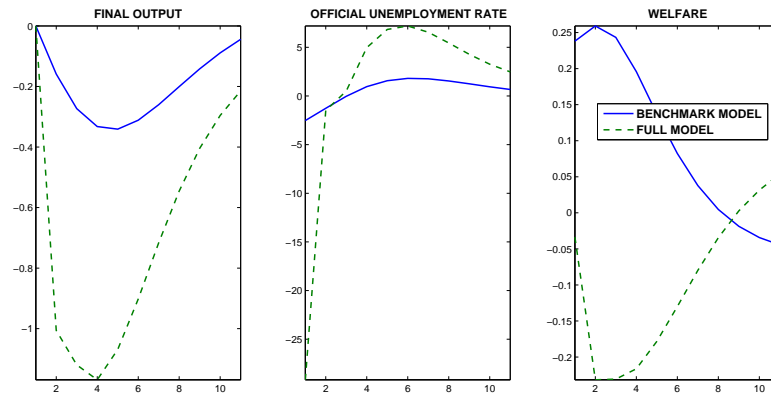 FINAL OUTPUT
0
−0.2
−0.4
−0.6
−0.8
−1
2 4 6 8 10
OFFICIAL UNEMPLOYMENT RATE
5
0
−5
−10
−15
−20
−25
2 4 6 8 10
WELFARE
0.25
0.2
0.15
0.1
0.05
0
−0.05
−0.1
−0.15
−0.2
2 4 6 8 10
BENCHMARK MODEL
FULL MODEL